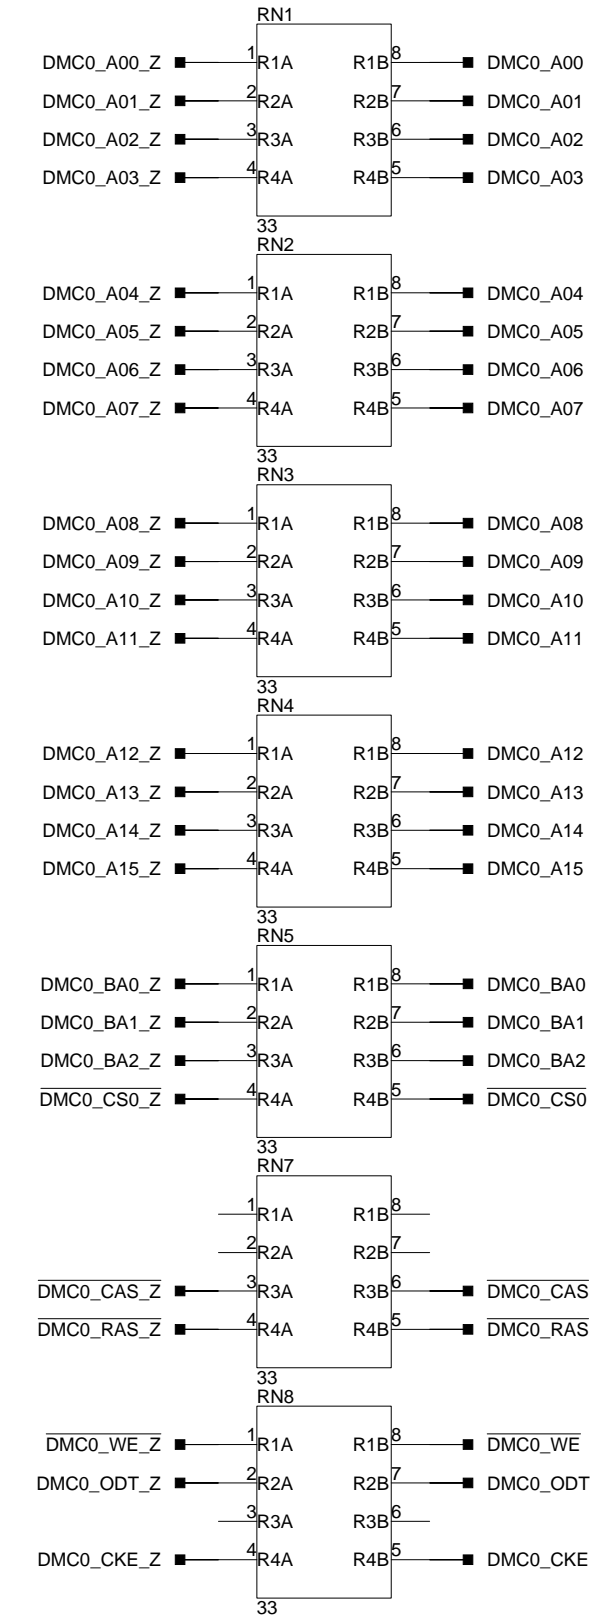 RN1
DMC0_A00_Z 1 R1A R1B 8 DMC0_A00
DMC0_A01_Z 2 R2A R2B 7 DMC0_A01
DMC0_A02_Z 3 R3A R3B 6 DMC0_A02
DMC0_A03_Z 4 R4A R4B 5 DMC0_A03
33
RN2
DMC0_A04_Z 1 R1A R1B 8 DMC0_A04
DMC0_A05_Z 2 R2A R2B 7 DMC0_A05
DMC0_A06_Z 3 R3A R3B 6 DMC0_A06
DMC0_A07_Z 4 R4A R4B 5 DMC0_A07
33
RN3
DMC0_A08_Z 1 R1A R1B 8 DMC0_A08
DMC0_A09_Z 2 R2A R2B 7 DMC0_A09
DMC0_A10_Z 3 R3A R3B 6 DMC0_A10
DMC0_A11_Z 4 R4A R4B 5 DMC0_A11
33
RN4
DMC0_A12_Z 1 R1A R1B 8 DMC0_A12
DMC0_A13_Z 2 R2A R2B 7 DMC0_A13
DMC0_A14_Z 3 R3A R3B 6 DMC0_A14
DMC0_A15_Z 4 R4A R4B 5 DMC0_A15
33
RN5
DMC0_BA0_Z 1 R1A R1B 8 DMC0_BA0
DMC0_BA1_Z 2 R2A R2B 7 DMC0_BA1
DMC0_BA2_Z 3 R3A R3B 6 DMC0_BA2
DMC0_CS0_Z 4 R4A R4B 5 DMC0_CS0
33
RN7
1 R1A R1B 8
2 R2A R2B 7
DMC0_CAS_Z 3 R3A R3B 6 DMC0_CAS
DMC0_RAS_Z 4 R4A R4B 5 DMC0_RAS
33
RN8
DMC0_WE_Z 1 R1A R1B 8 DMC0_WE
DMC0_ODT_Z 2 R2A R2B 7 DMC0_ODT
3 R3A R3B 6
DMC0_CKE_Z 4 R4A R4B 5 DMC0_CKE
33